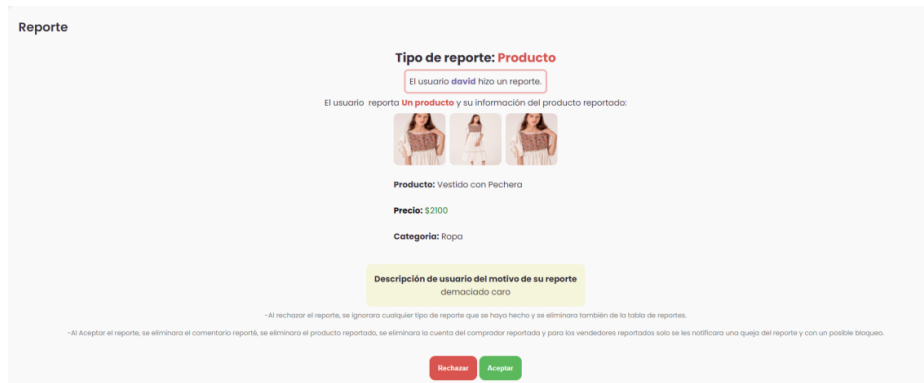 Reporte
Tipo de reporte: Producto
El usuario david hizo un reporte.
El usuario reporta Un producto y su información del producto reportado:
Producto: Vestido con Pechera
Precio: $2100
Categoria: Ropa
Descripción de usuario del motivo de su reporte
demaciado caro
-Al rechazar el reporte, se ignorara cualquier tipo de reporte que se haya hecho y se eliminara también de la tabla de reportes.
-Al Aceptar el reporte, se eliminara el comentario reporté, se eliminara el producto reportado, se eliminara la cuenta del comprador reportada y para los vendedores reportados solo se les notificara una queja del reporte y con un posible bloqueo.
Rechazar Aceptar